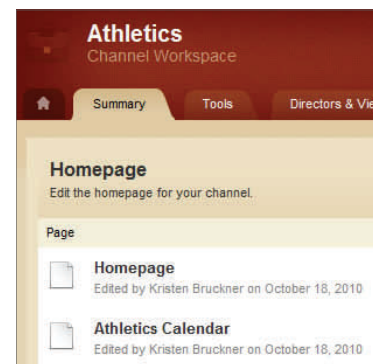 Athletics
Channel Workspace
Summary Tools Directors &
Homepage
Edit the homepage for your channel.
Page
Homepage
Edited by Kristen Bruckner on October 18, 2010
Athletics Calendar
Edited by Kristen Bruckner on October 18, 2010